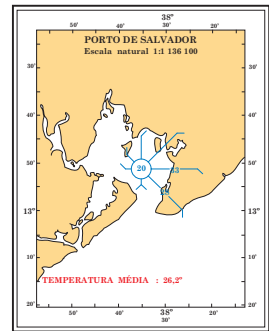 38°
50' 40' 30' 20'
PORTO DE SALVADOR
Escala natural 1:1 136 100
30' 30'
40' 40'
50' 20 33 50'
13° 13°
10' 10'
TEMPERATURA MÉDIA : 26.2°
20' 20'
50' 40' 30' 20'
38°